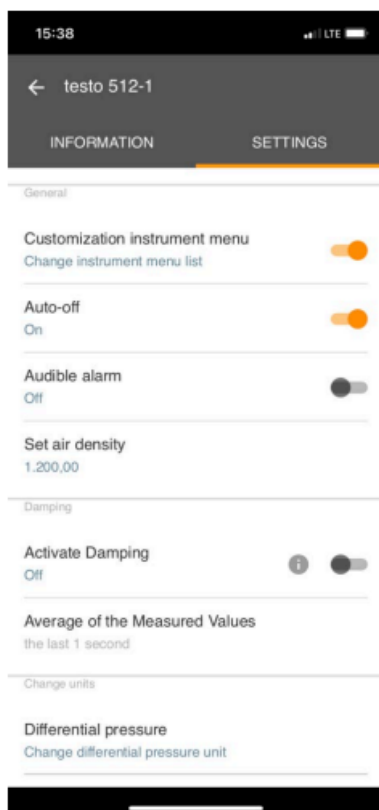 15:38
LTE
testo 512-1
INFORMATION
SETTINGS
General
Customization instrument menu
Change instrument menu list
Auto-off
On
Audible alarm
Off
Set air density
1.200,00
Damping
Activate Damping
Off
Average of the Measured Values
the last 1 second
Change units
Differential pressure
Change differential pressure unit